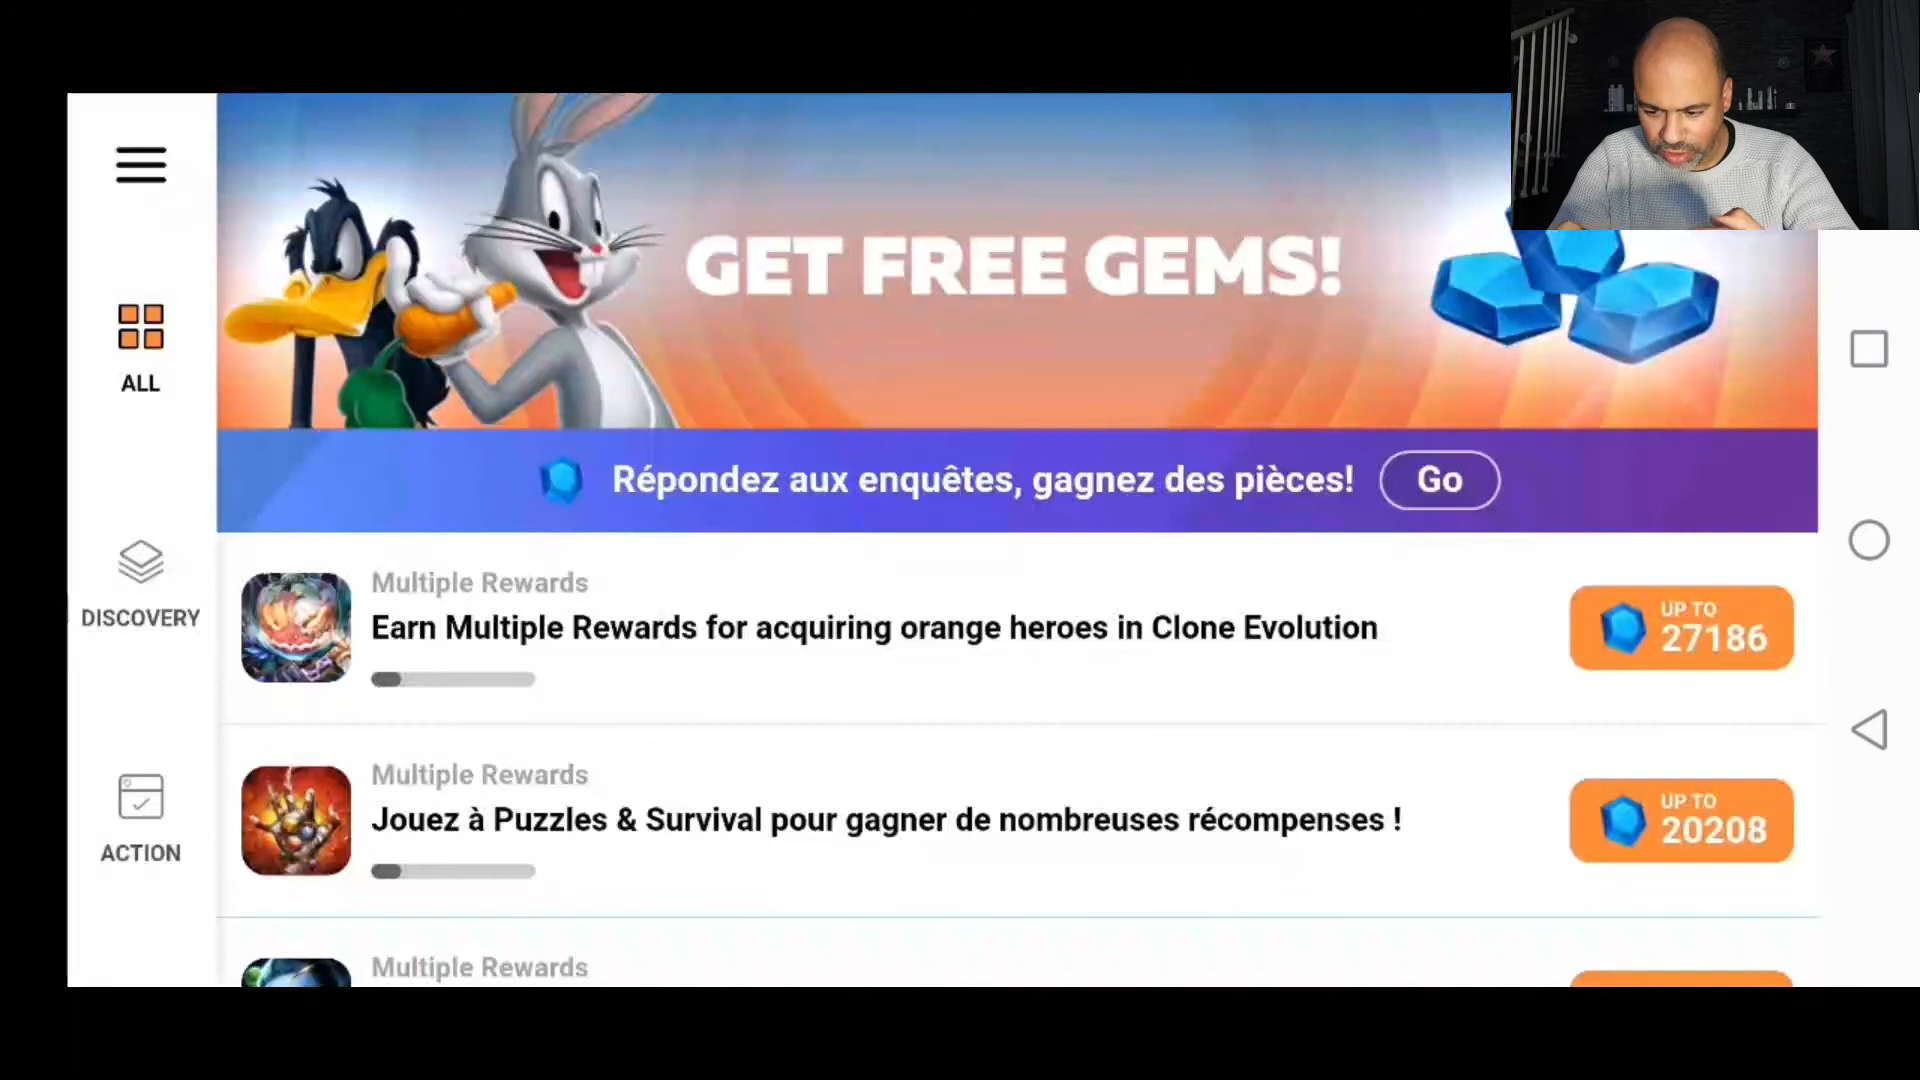 GET FREE GEMS!
Répondez aux enquêtes, gagnez des pièces! Go
ALL
DISCOVERY
ACTION
Multiple Rewards
Earn Multiple Rewards for acquiring orange heroes in Clone Evolution
UP TO
27186
Multiple Rewards
Jouez à Puzzles & Survival pour gagner de nombreuses récompenses !
UP TO
20208
Multiple Rewards